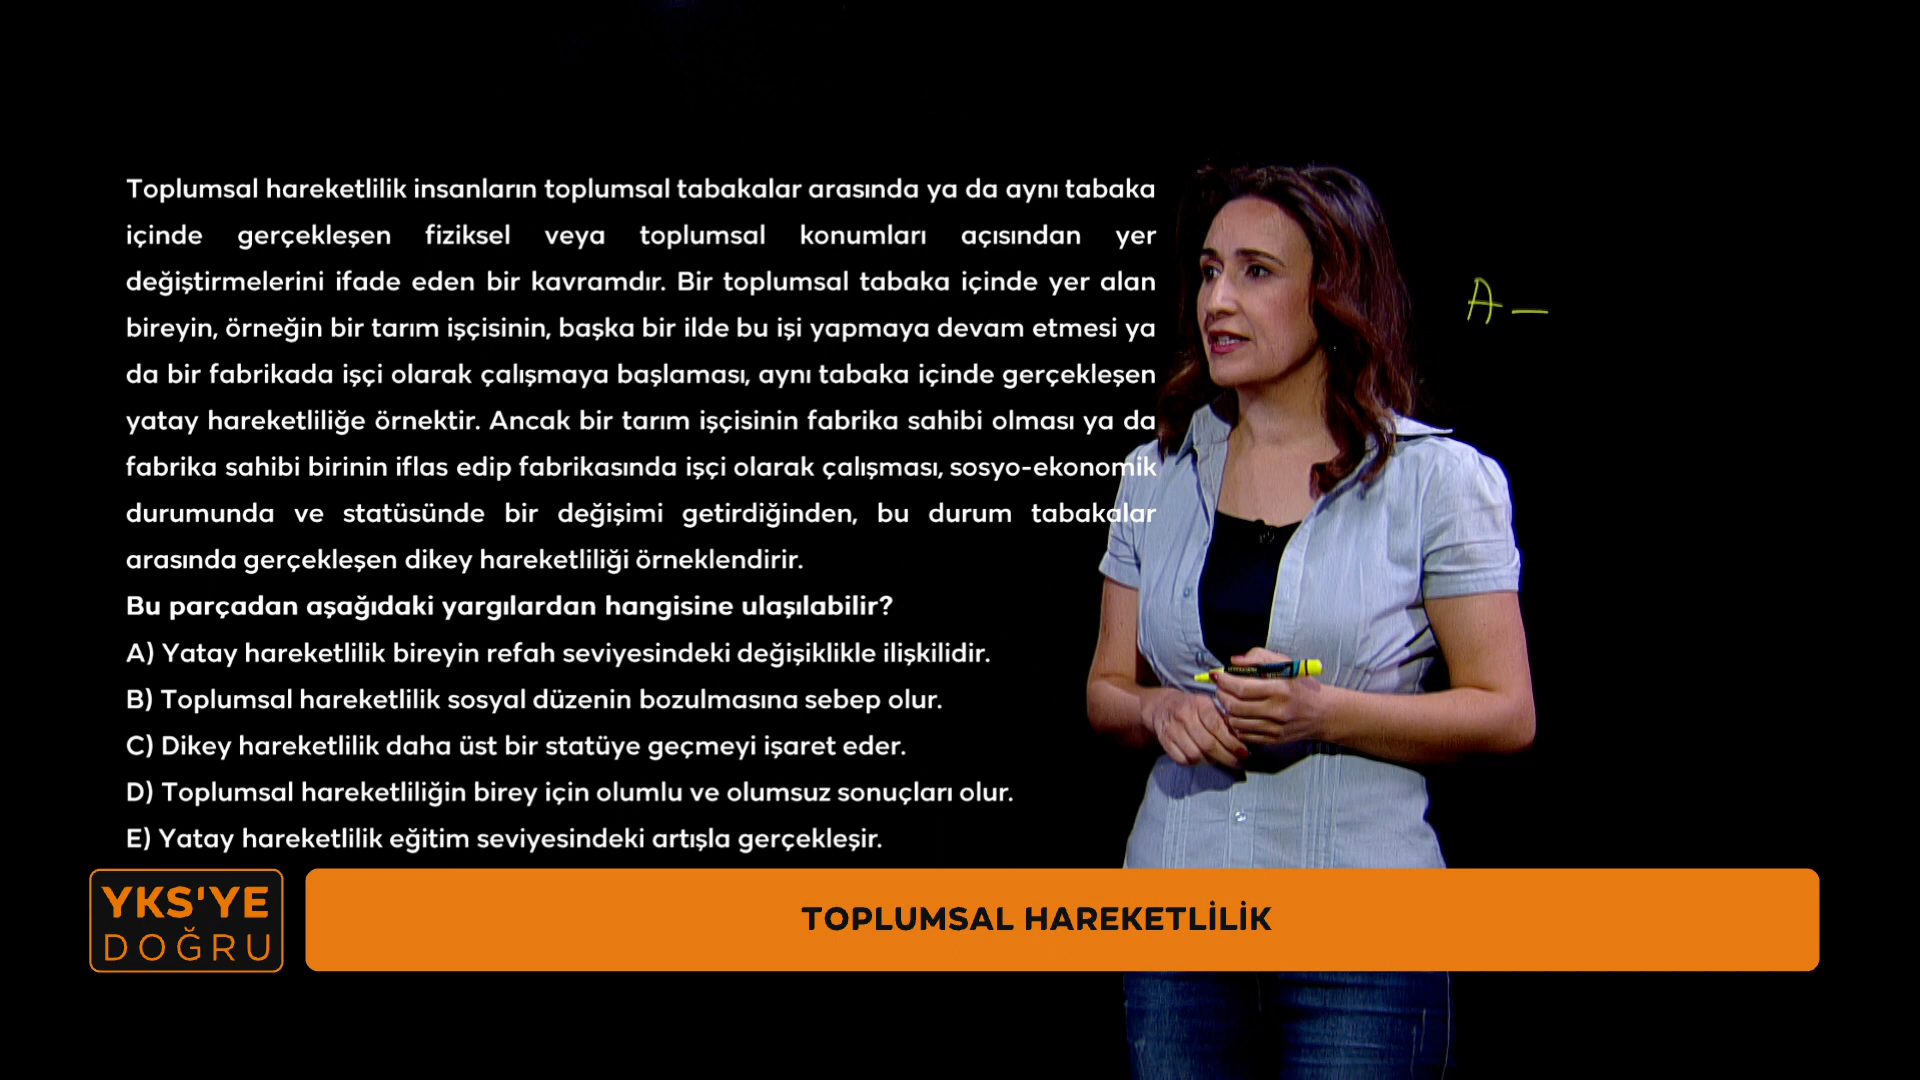 Toplumsal hareketlilik insanların toplumsal tabakalar arasında ya da aynı tabaka
içinde gerçekleşen fiziksel veya toplumsal konumları açısından yer
değiştirmelerini ifade eden bir kavramdır. Bir toplumsal tabaka içinde yer alan
bireyin, örneğin bir tarım işçisinin, başka bir ilde bu işi yapmaya devam etmesi ya
da bir fabrikada işçi olarak çalışmaya başlaması, aynı tabaka içinde gerçekleşen
yatay hareketliliğe örnektir. Ancak bir tarım işçisinin fabrika sahibi olması ya da
fabrika sahibi birinin iflas edip fabrikasında işçi olarak çalışması, sosyo-ekonomik
durumunda ve statüsünde bir değişimi getirdiğinden, bu durum tabakalar
arasında gerçekleşen dikey hareketliliği örneklendirir.
Bu parçadan aşağıdaki yargılardan hangisine ulaşılabilir?
A) Yatay hareketlilik bireyin refah seviyesindeki değişiklikle ilişkilidir.
B) Toplumsal hareketlilik sosyal düzenin bozulmasına sebep olur.
C) Dikey hareketlilik daha üst bir statüye geçmeyi işaret eder.
D) Toplumsal hareketliliğin birey için olumlu ve olumsuz sonuçları olur.
E) Yatay hareketlilik eğitim seviyesindeki artışla gerçekleşir.
A –
YKS'YE
DOĞRU
TOPLUMSAL HAREKETLİLİK